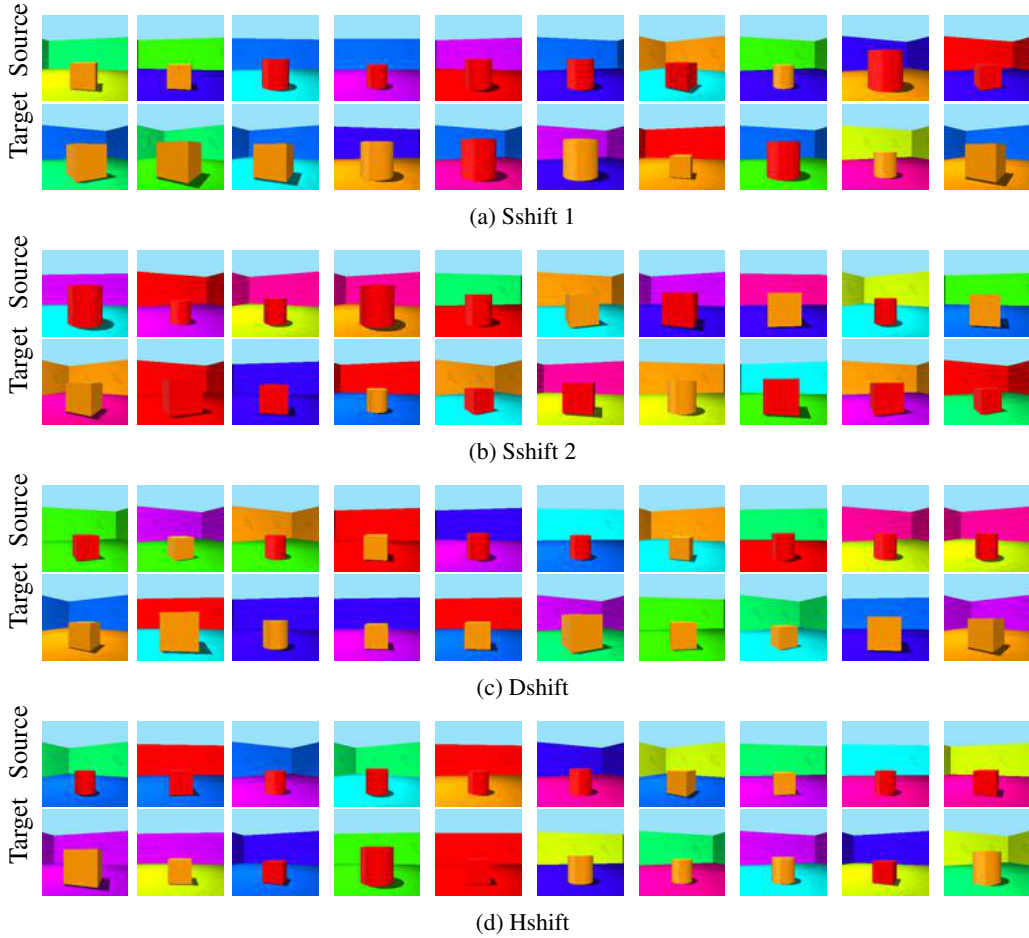 Source
Target
(a) Sshift 1
Source
Target
(b) Sshift 2
Source
Target
(c) Dshift
Source
Target
(d) Hshift